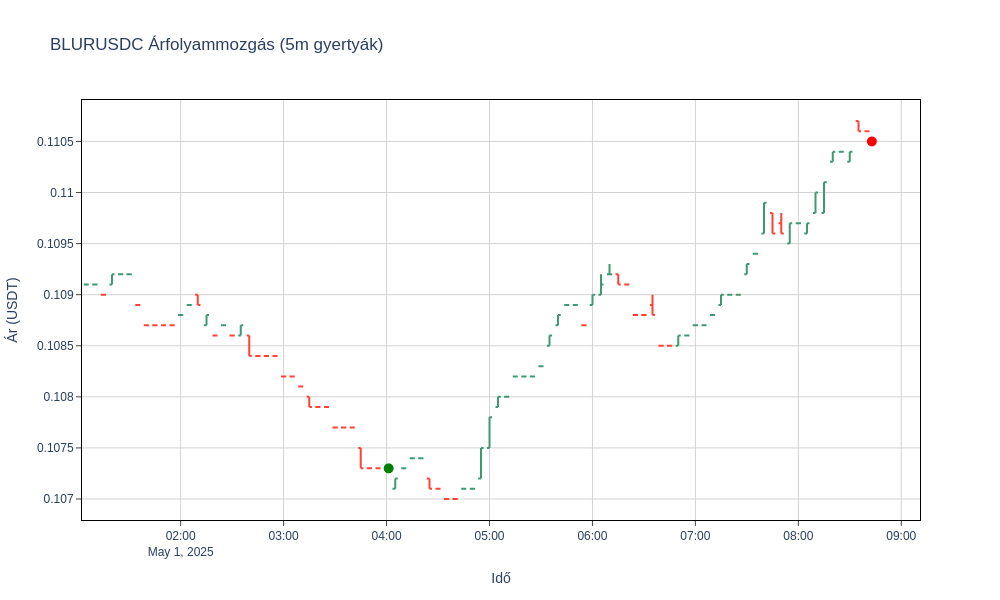 BLURUSDC Árfolyammozgás (5m gyertyák)
Ár (USDT)
0.1105
0.11
0.1095
0.109
0.1085
0.108
0.1075
0.107
02:00 03:00 04:00 05:00 06:00 07:00 08:00 09:00
May 1, 2025
Idő